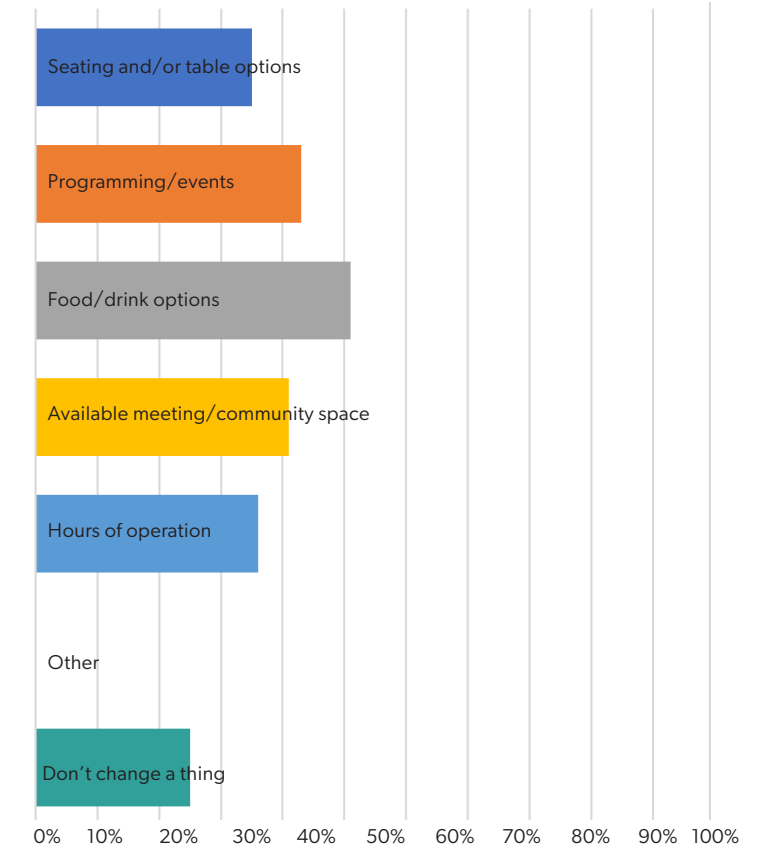 Seating and/or table options
Programming/events
Food/drink options
Available meeting/community space
Hours of operation
Other
Don’t change a thing
0% 10% 20% 30% 40% 50% 60% 70% 80% 90% 100%